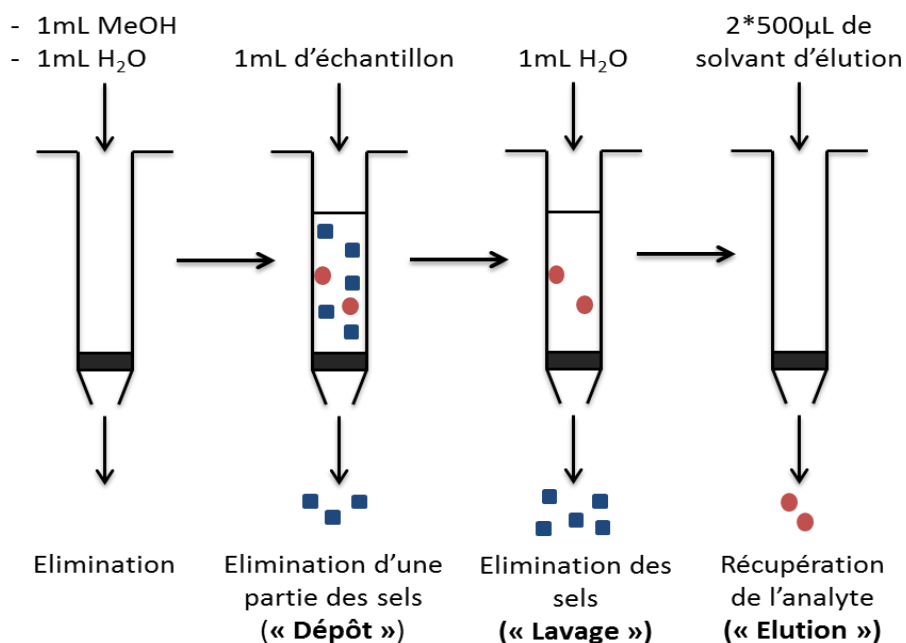 - 1mL MeOH
- 1mL H₂O
1mL d'échantillon
1mL H₂O
2*500µL de
solvant d'élution
Elimination
Elimination d'une
partie des sels
(« Dépôt »)
Elimination des
sels
(« Lavage »)
Récupération
de l'analyte
(« Elution »)